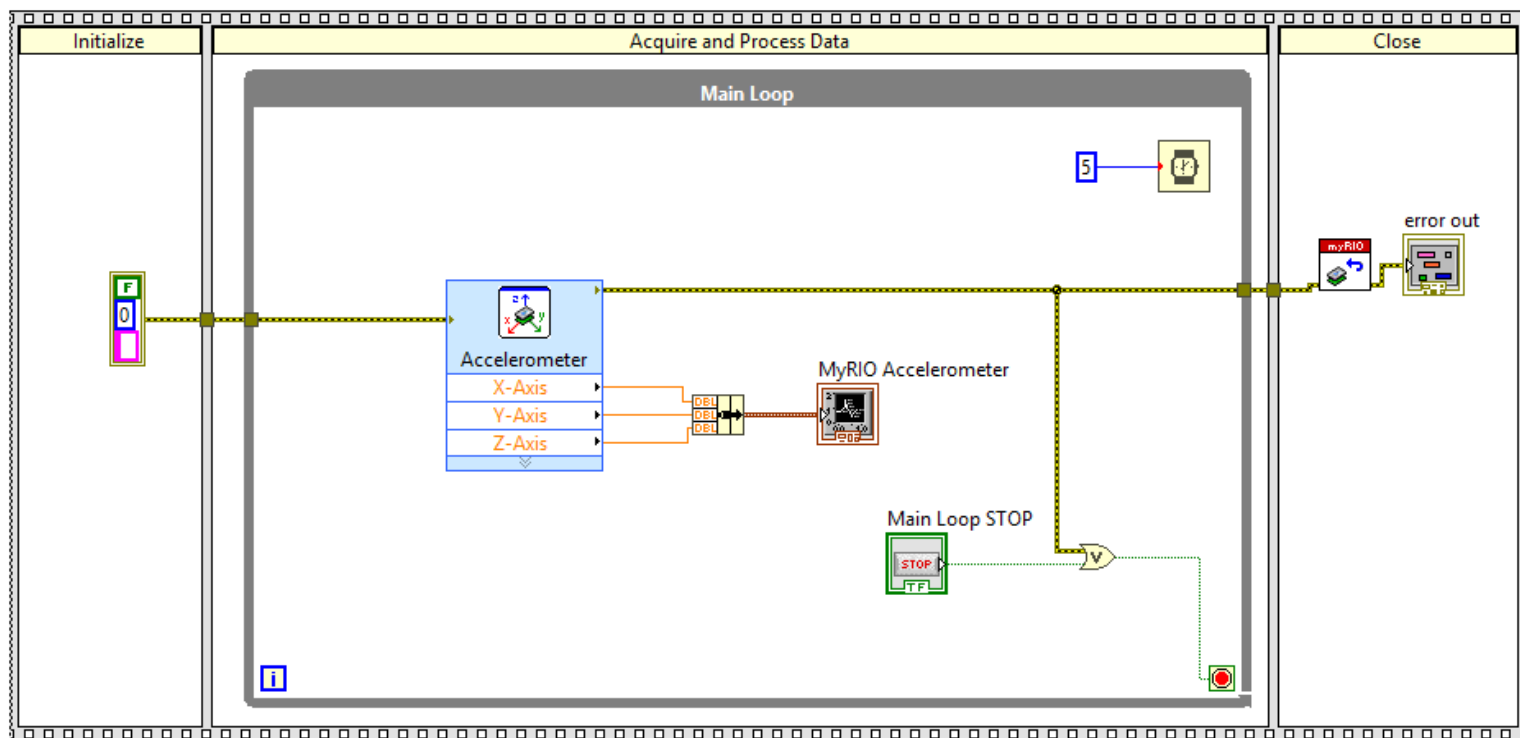 Initialize
Acquire and Process Data
Close
Main Loop
5
error out
myRIO
F
0
z
x
y
Accelerometer
X-Axis
Y-Axis
Z-Axis
DBL
DBL
DBL
MyRIO Accelerometer
Main Loop STOP
STOP
TF
V
i